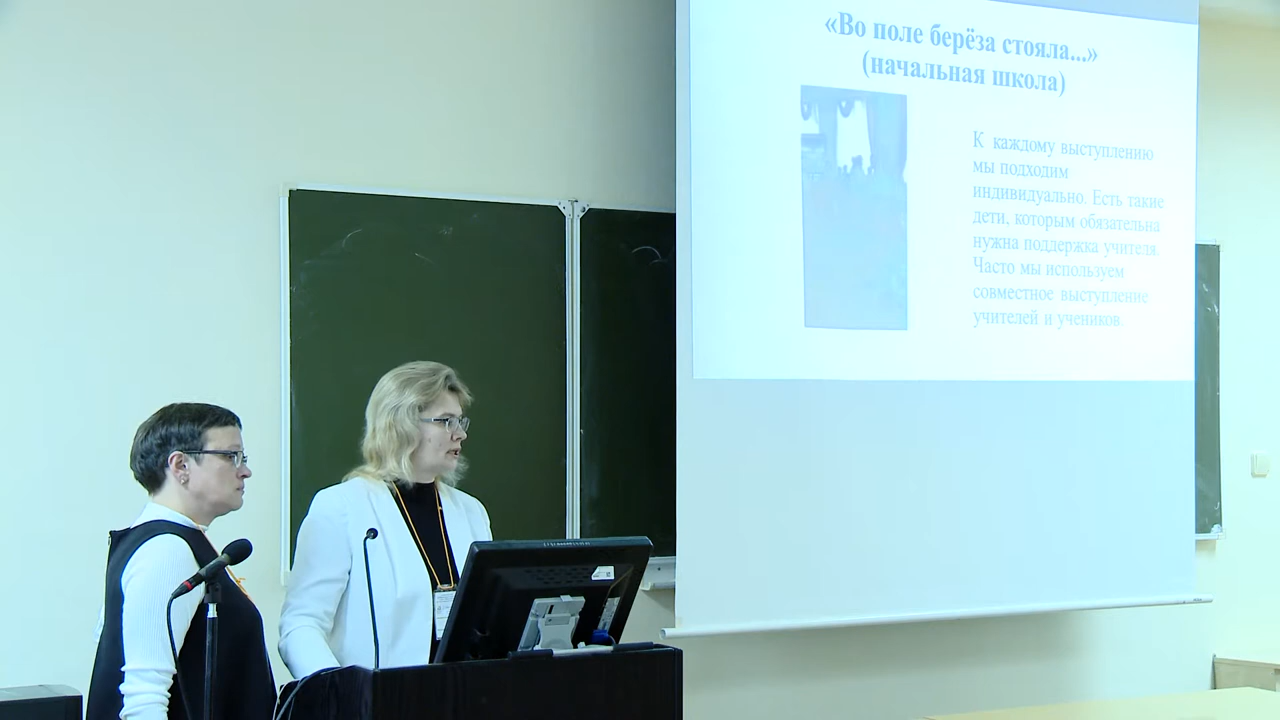 «Во поле берёза стояла...»
(начальная школа)
К каждому выступлению
мы подходим
индивидуально. Есть такие
дети, которым обязательна
нужна поддержка учителя.
Часто мы используем
совместное выступление
учителей и учеников.